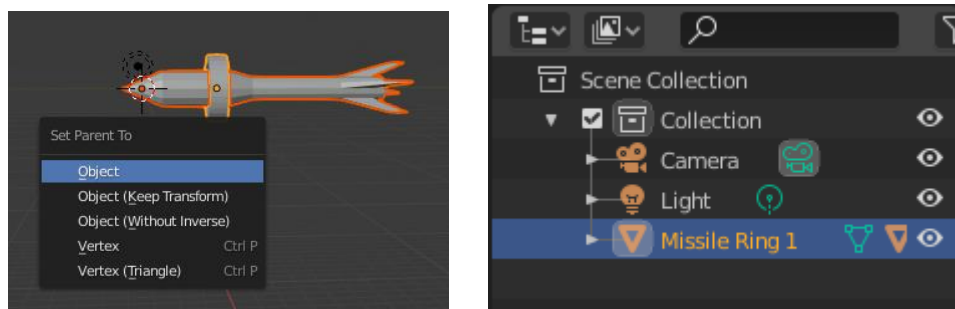 Set Parent To
Object
Object (Keep Transform)
Object (Without Inverse)
Vertex Ctrl P
Vertex (Triangle) Ctrl P
Scene Collection
Collection
Camera
Light
Missile Ring 1